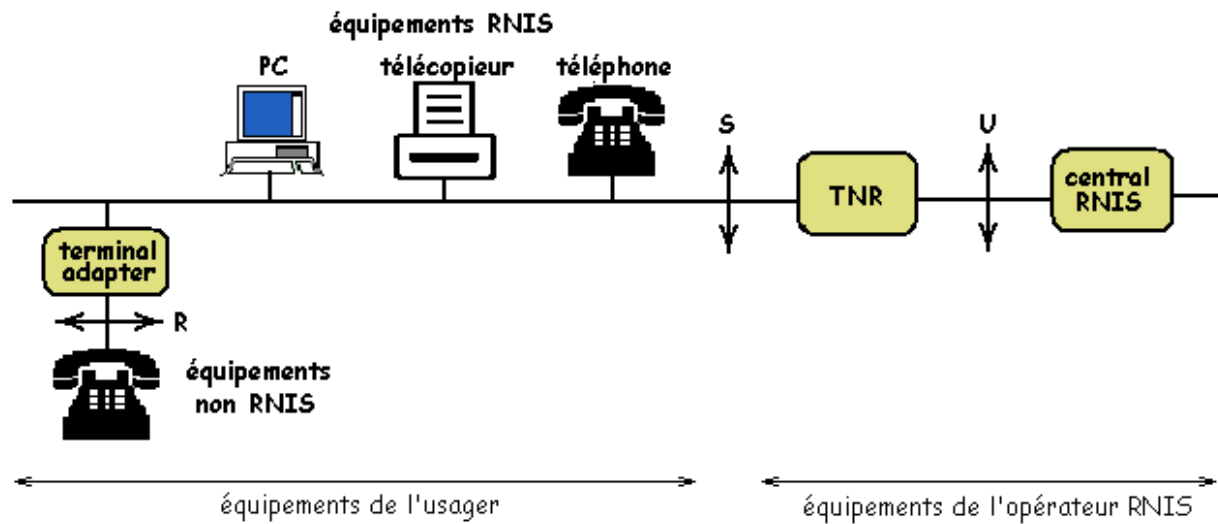 équipements RNIS
PC
télécopieur
téléphone
S
U
TNR
central
RNIS
terminal
adapter
R
équipements
non RNIS
équipements de l'usager
équipements de l'opérateur RNIS